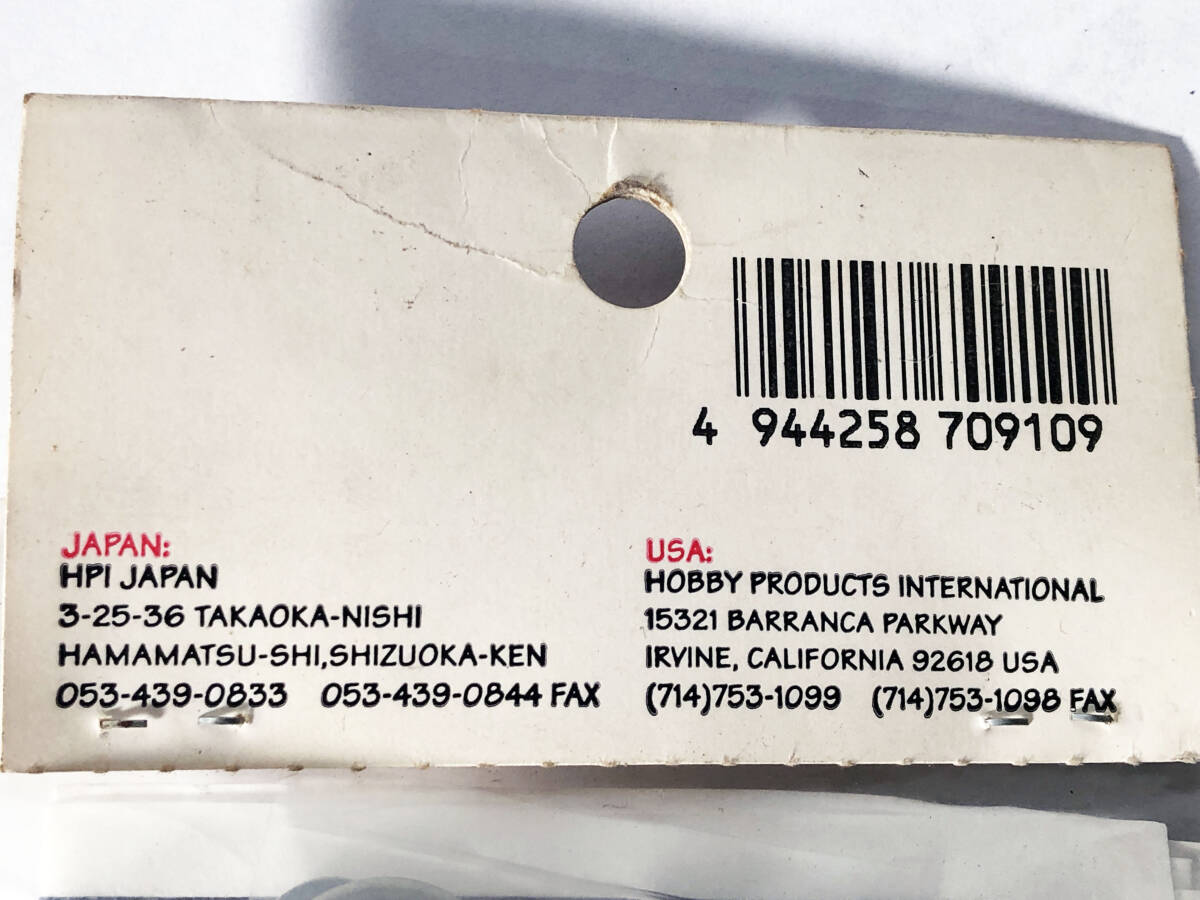 4 944258 709109
JAPAN:
HPI JAPAN
3-25-36 TAKAOKA-NISHI
HAMAMATSU-SHI,SHIZUOKA-KEN
053-439-0833 053-439-0844 FAX
USA:
HOBBY PRODUCTS INTERNATIONAL
15321 BARRANCA PARKWAY
IRVINE, CALIFORNIA 92618 USA
(714)753-1099 (714)753-1098 FAX